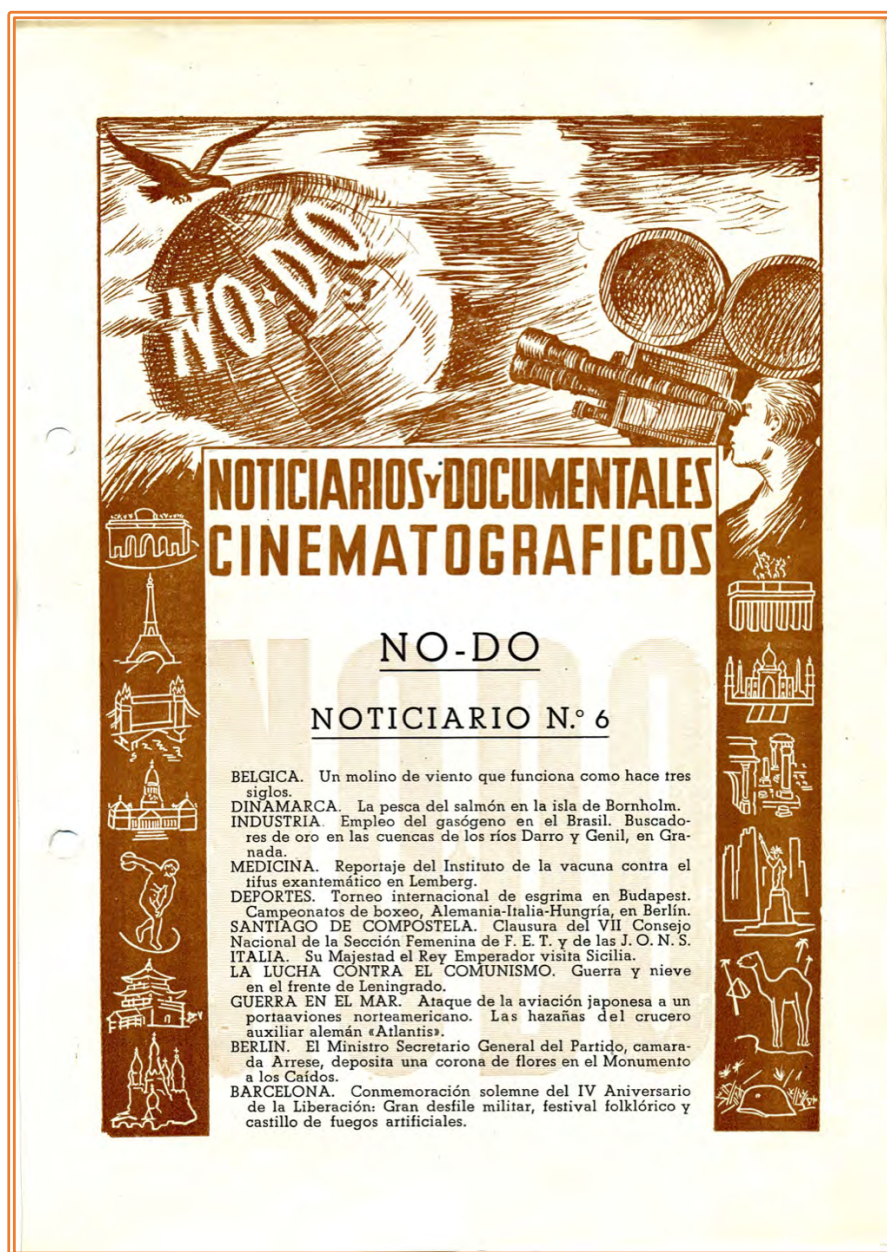 NO·DO
NOTICIARIOS Y DOCUMENTALES
CINEMATOGRAFICOS
NO-DO
NOTICIARIO N.º 6
BELGICA. Un molino de viento que funciona como hace tres
siglos.
DINAMARCA. La pesca del salmón en la isla de Bornholm.
INDUSTRIA. Empleo del gasógeno en el Brasil. Buscado-
res de oro en las cuencas de los ríos Darro y Genil, en Gra-
nada.
MEDICINA. Reportaje del Instituto de la vacuna contra el
tifus exantemático en Lemberg.
DEPORTES. Torneo internacional de esgrima en Budapest.
Campeonatos de boxeo, Alemania-Italia-Hungría, en Berlín.
SANTIAGO DE COMPOSTELA. Clausura del VII Consejo
Nacional de la Sección Femenina de F. E. T. y de las J. O. N. S.
ITALIA. Su Majestad el Rey Emperador visita Sicilia.
LA LUCHA CONTRA EL COMUNISMO. Guerra y nieve
en el frente de Leningrado.
GUERRA EN EL MAR. Ataque de la aviación japonesa a un
portaaviones norteamericano. Las hazañas del crucero
auxiliar alemán «Atlantis».
BERLIN. El Ministro Secretario General del Partido, camara-
da Arrese, deposita una corona de flores en el Monumento
a los Caídos.
BARCELONA. Conmemoración solemne del IV Aniversario
de la Liberación: Gran desfile militar, festival folklórico y
castillo de fuegos artificiales.
NO
DO